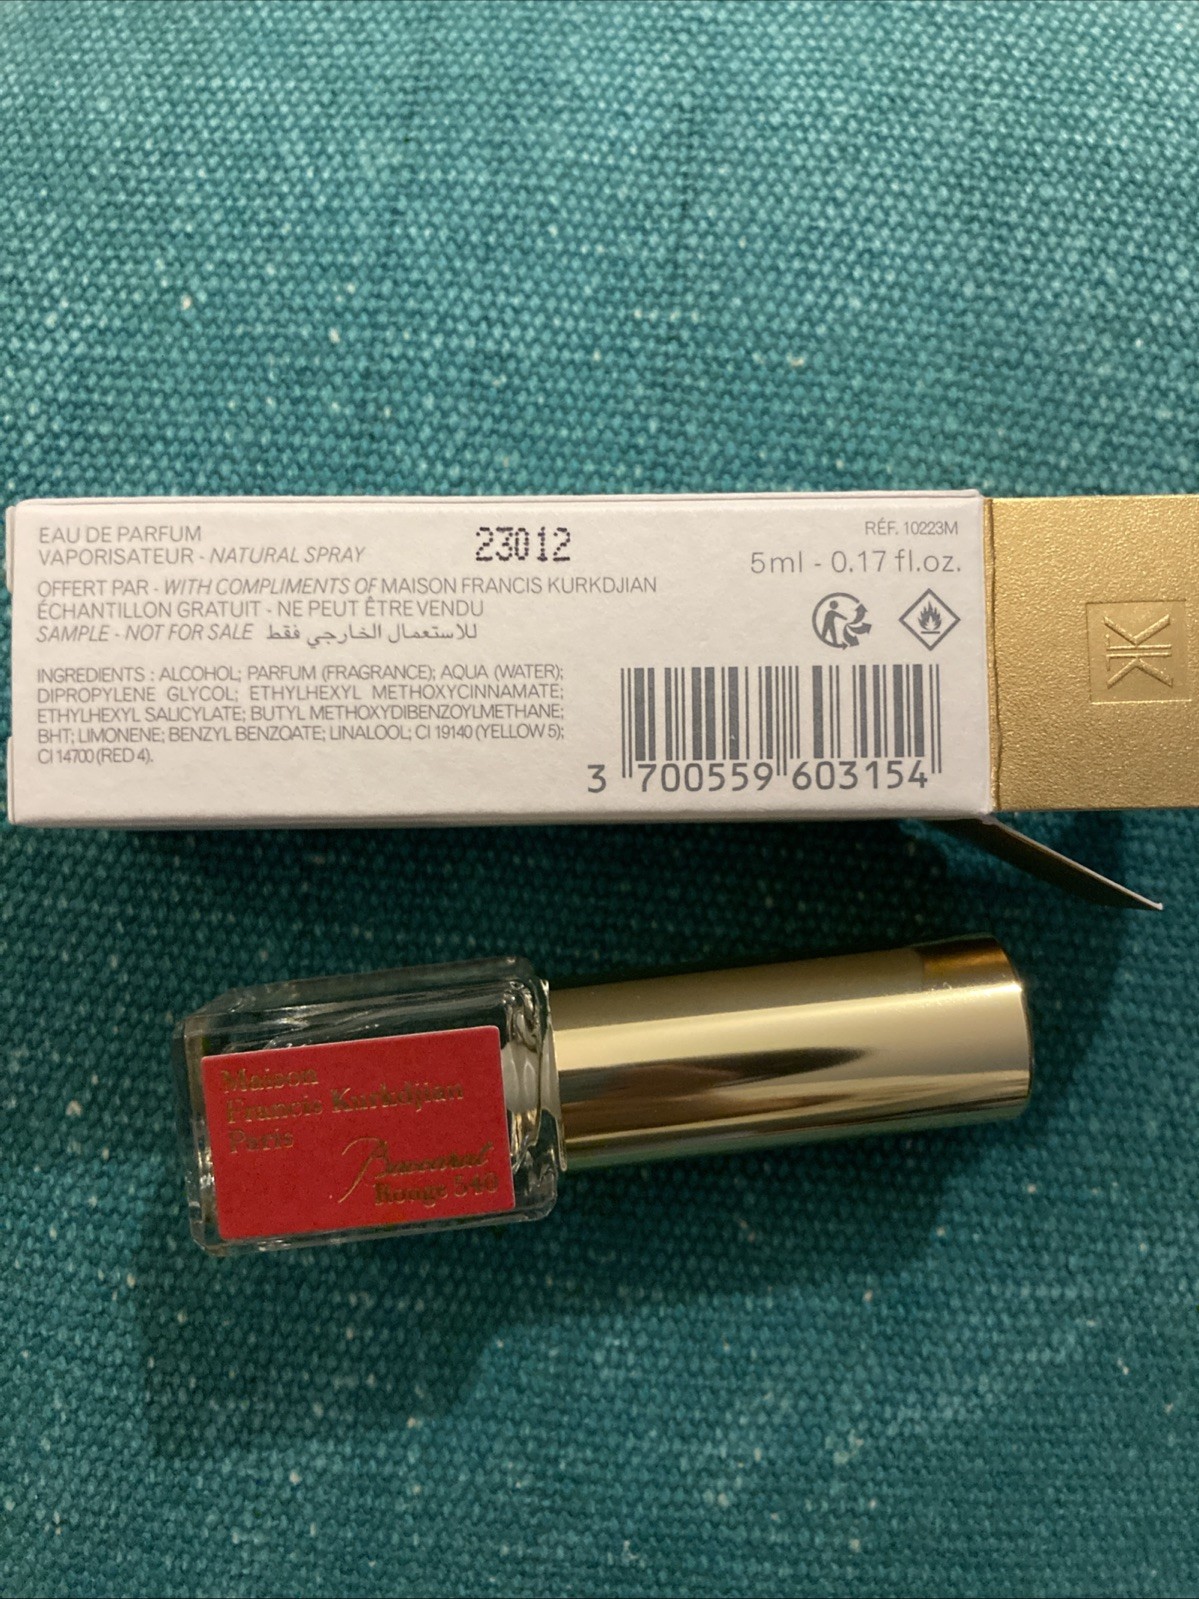 EAU DE PARFUM
VAPORISATEUR - NATURAL SPRAY
23012
RÉF. 10223M
5ml - 0.17 fl.oz.
OFFERT PAR - WITH COMPLIMENTS OF MAISON FRANCIS KURKDJIAN
ÉCHANTILLON GRATUIT - NE PEUT ÊTRE VENDU
SAMPLE - NOT FOR SALE للاستعمال الخارجي فقط
INGREDIENTS : ALCOHOL; PARFUM (FRAGRANCE); AQUA (WATER);
DIPROPYLENE GLYCOL; ETHYLHEXYL METHOXYCINNAMATE;
ETHYLHEXYL SALICYLATE; BUTYL METHOXYDIBENZOYLMETHANE;
BHT; LIMONENE; BENZYL BENZOATE; LINALOOL; CI 19140 (YELLOW 5);
CI 14700 (RED 4).
3 700559 603154
Maison
Francis Kurkdjian
Paris
Baccarat
Rouge 540